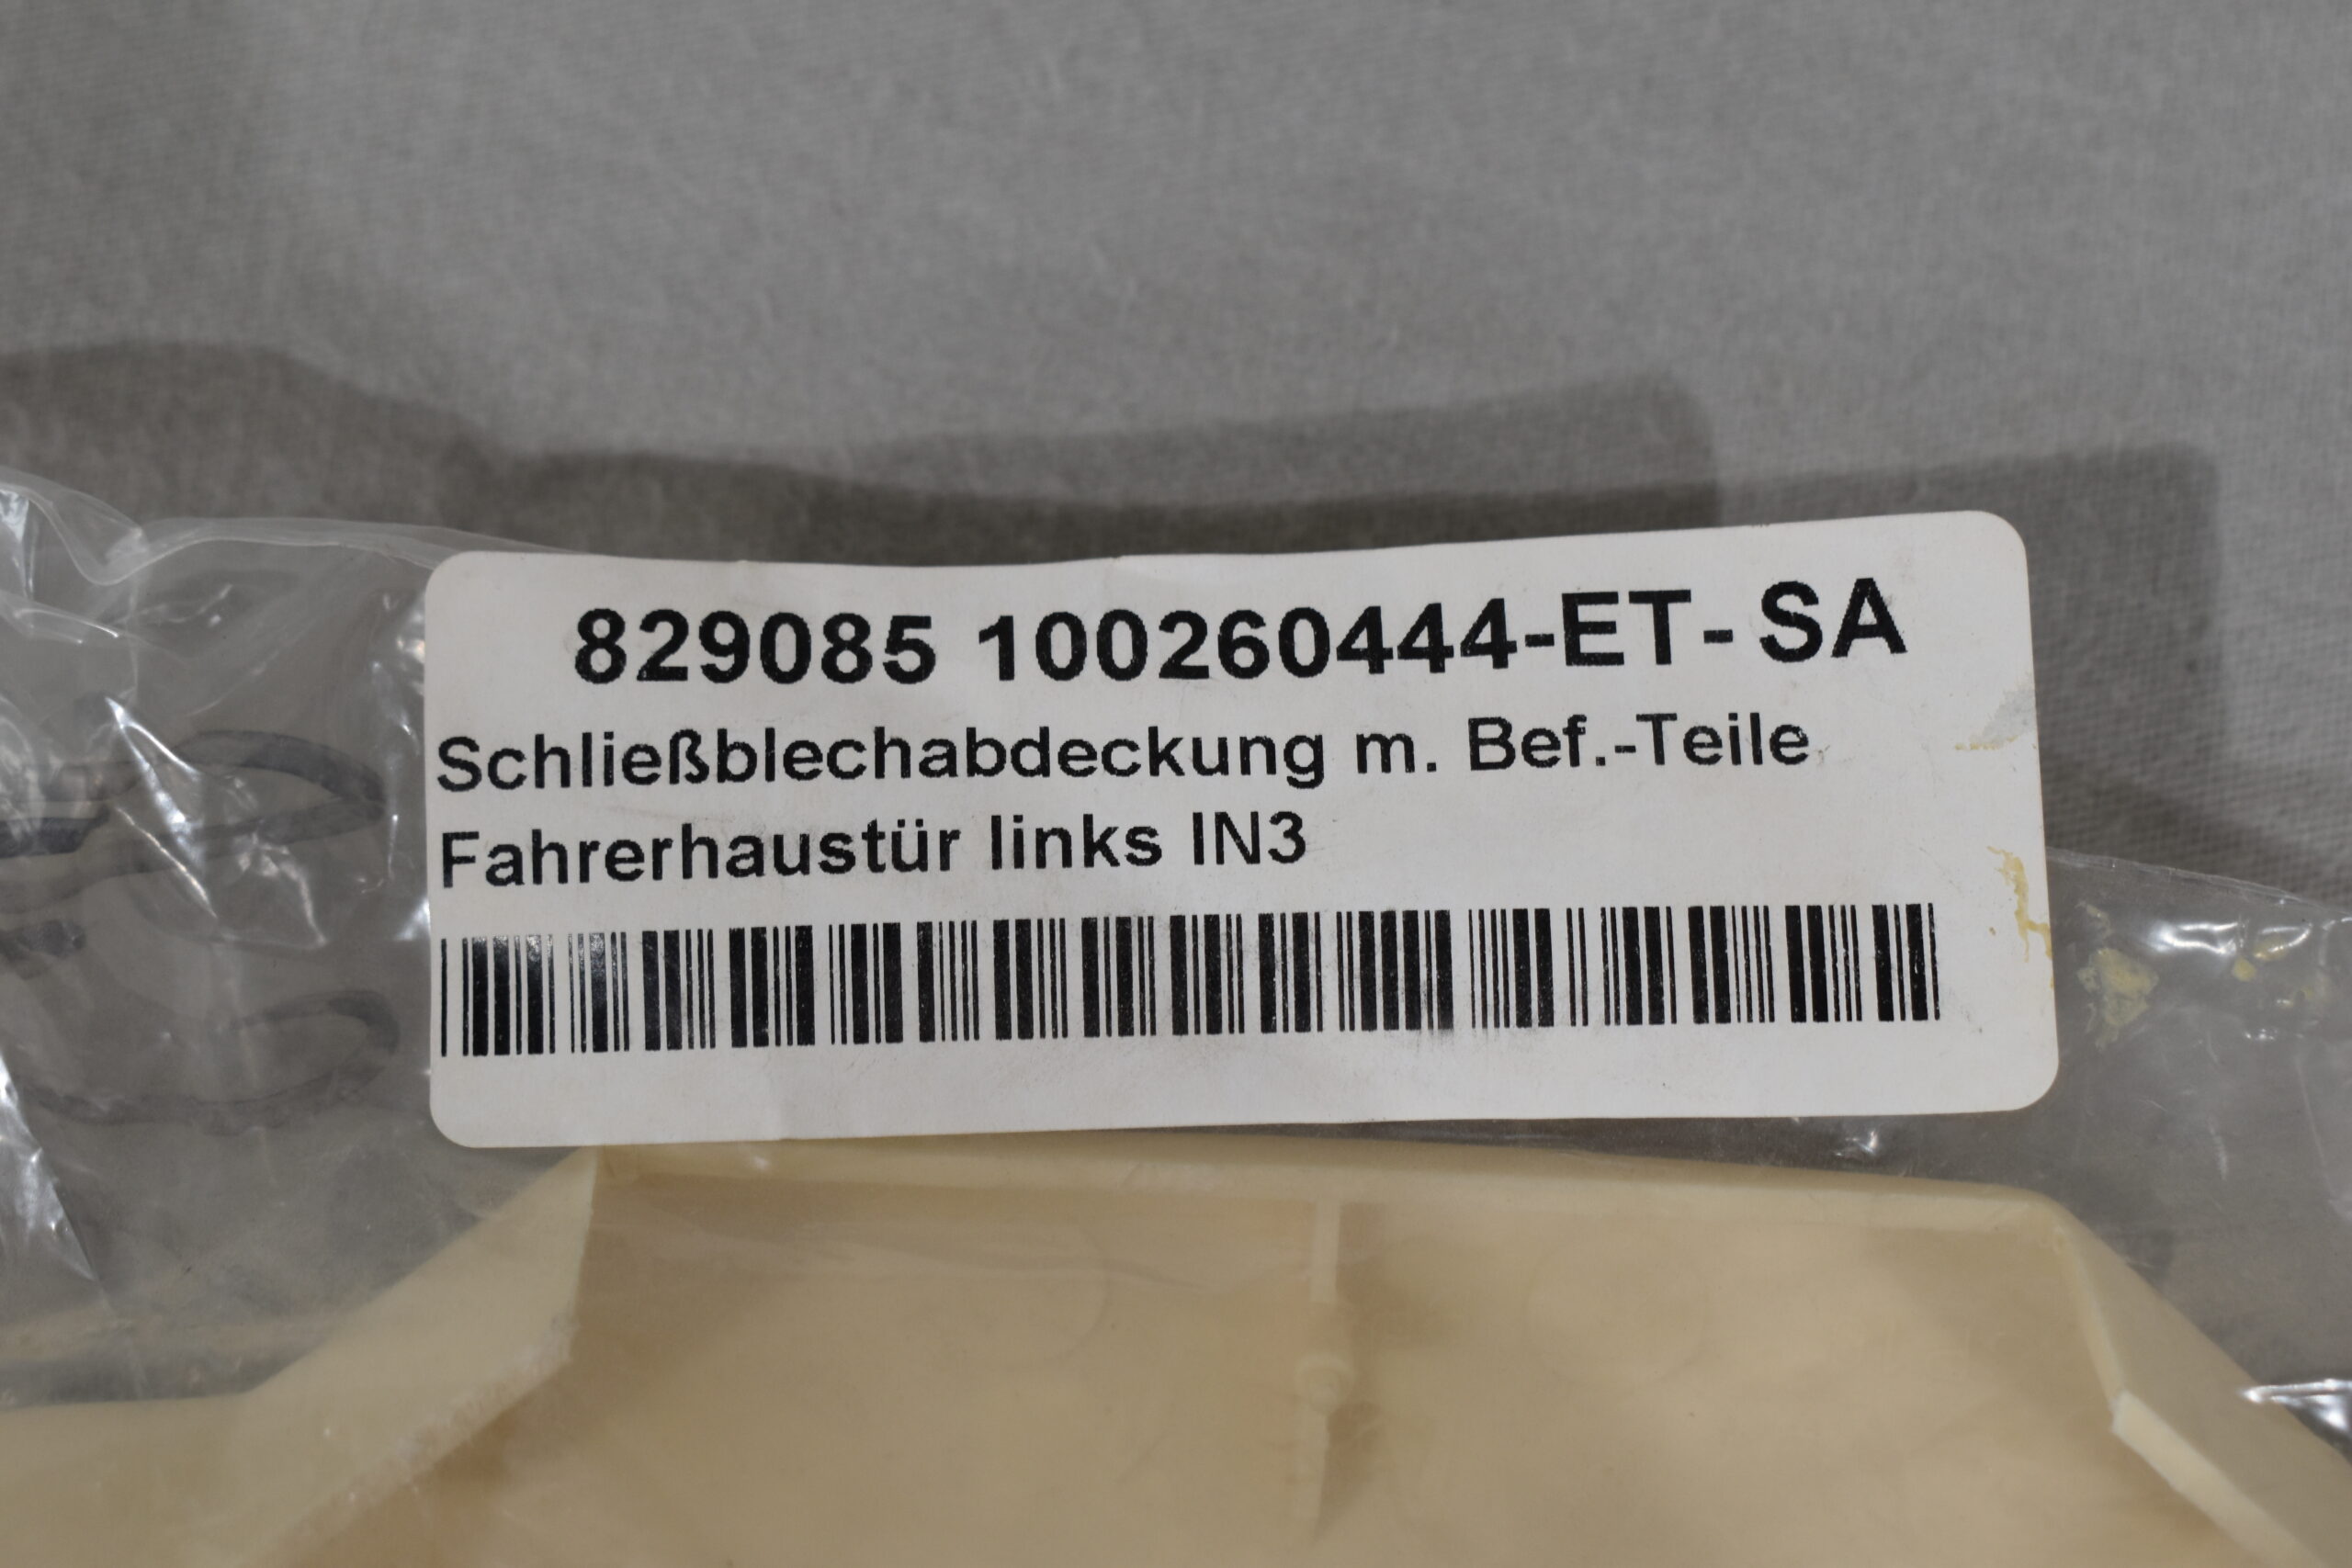 829085 100260444-ET- SA
Schließblechabdeckung m. Bef.-Teile
Fahrerhaustür links IN3